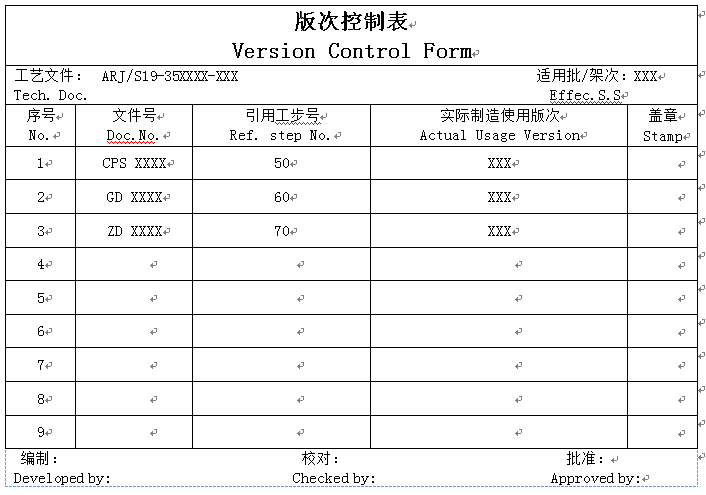 版次控制表
Version Control Form
工艺文件： ARJ/S19-35XXXX-XXX 适用批/架次：XXX
Tech. Doc. Effec.S.S
序号 文件号 引用工步号 实际制造使用版次 盖章
No. Doc.No. Ref. step No. Actual Usage Version Stamp
1 CPS XXXX 50 XXX
2 GD XXXX 60 XXX
3 ZD XXXX 70 XXX
4
5
6
7
8
9
编制： 校对： 批准：
Developed by: Checked by: Approved by: